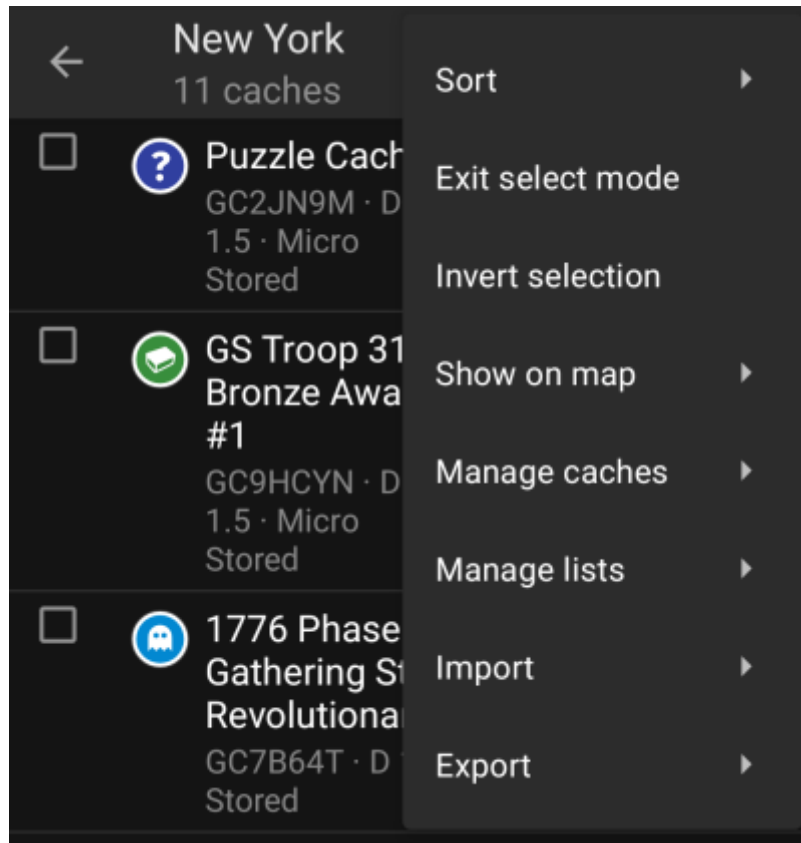 New York
11 caches
Puzzle Cach
GC2JN9M · D
1.5 · Micro
Stored
GS Troop 31
Bronze Awa
#1
GC9HCYN · D
1.5 · Micro
Stored
1776 Phase
Gathering St
Revolutiona
GC7B64T · D
Stored
Sort
Exit select mode
Invert selection
Show on map
Manage caches
Manage lists
Import
Export